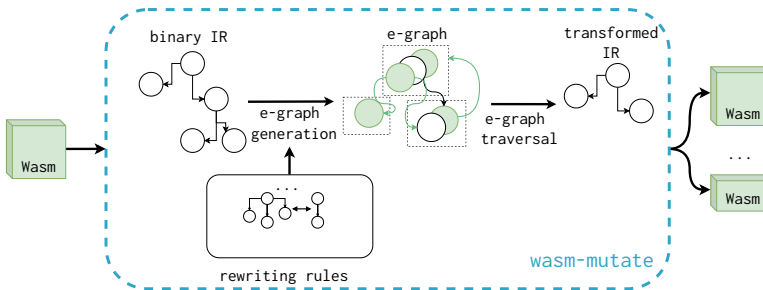 binary IR
e-graph
transformed
IR
Wasm
e-graph
generation
e-graph
traversal
Wasm
...
Wasm
...
rewriting rules
wasm-mutate